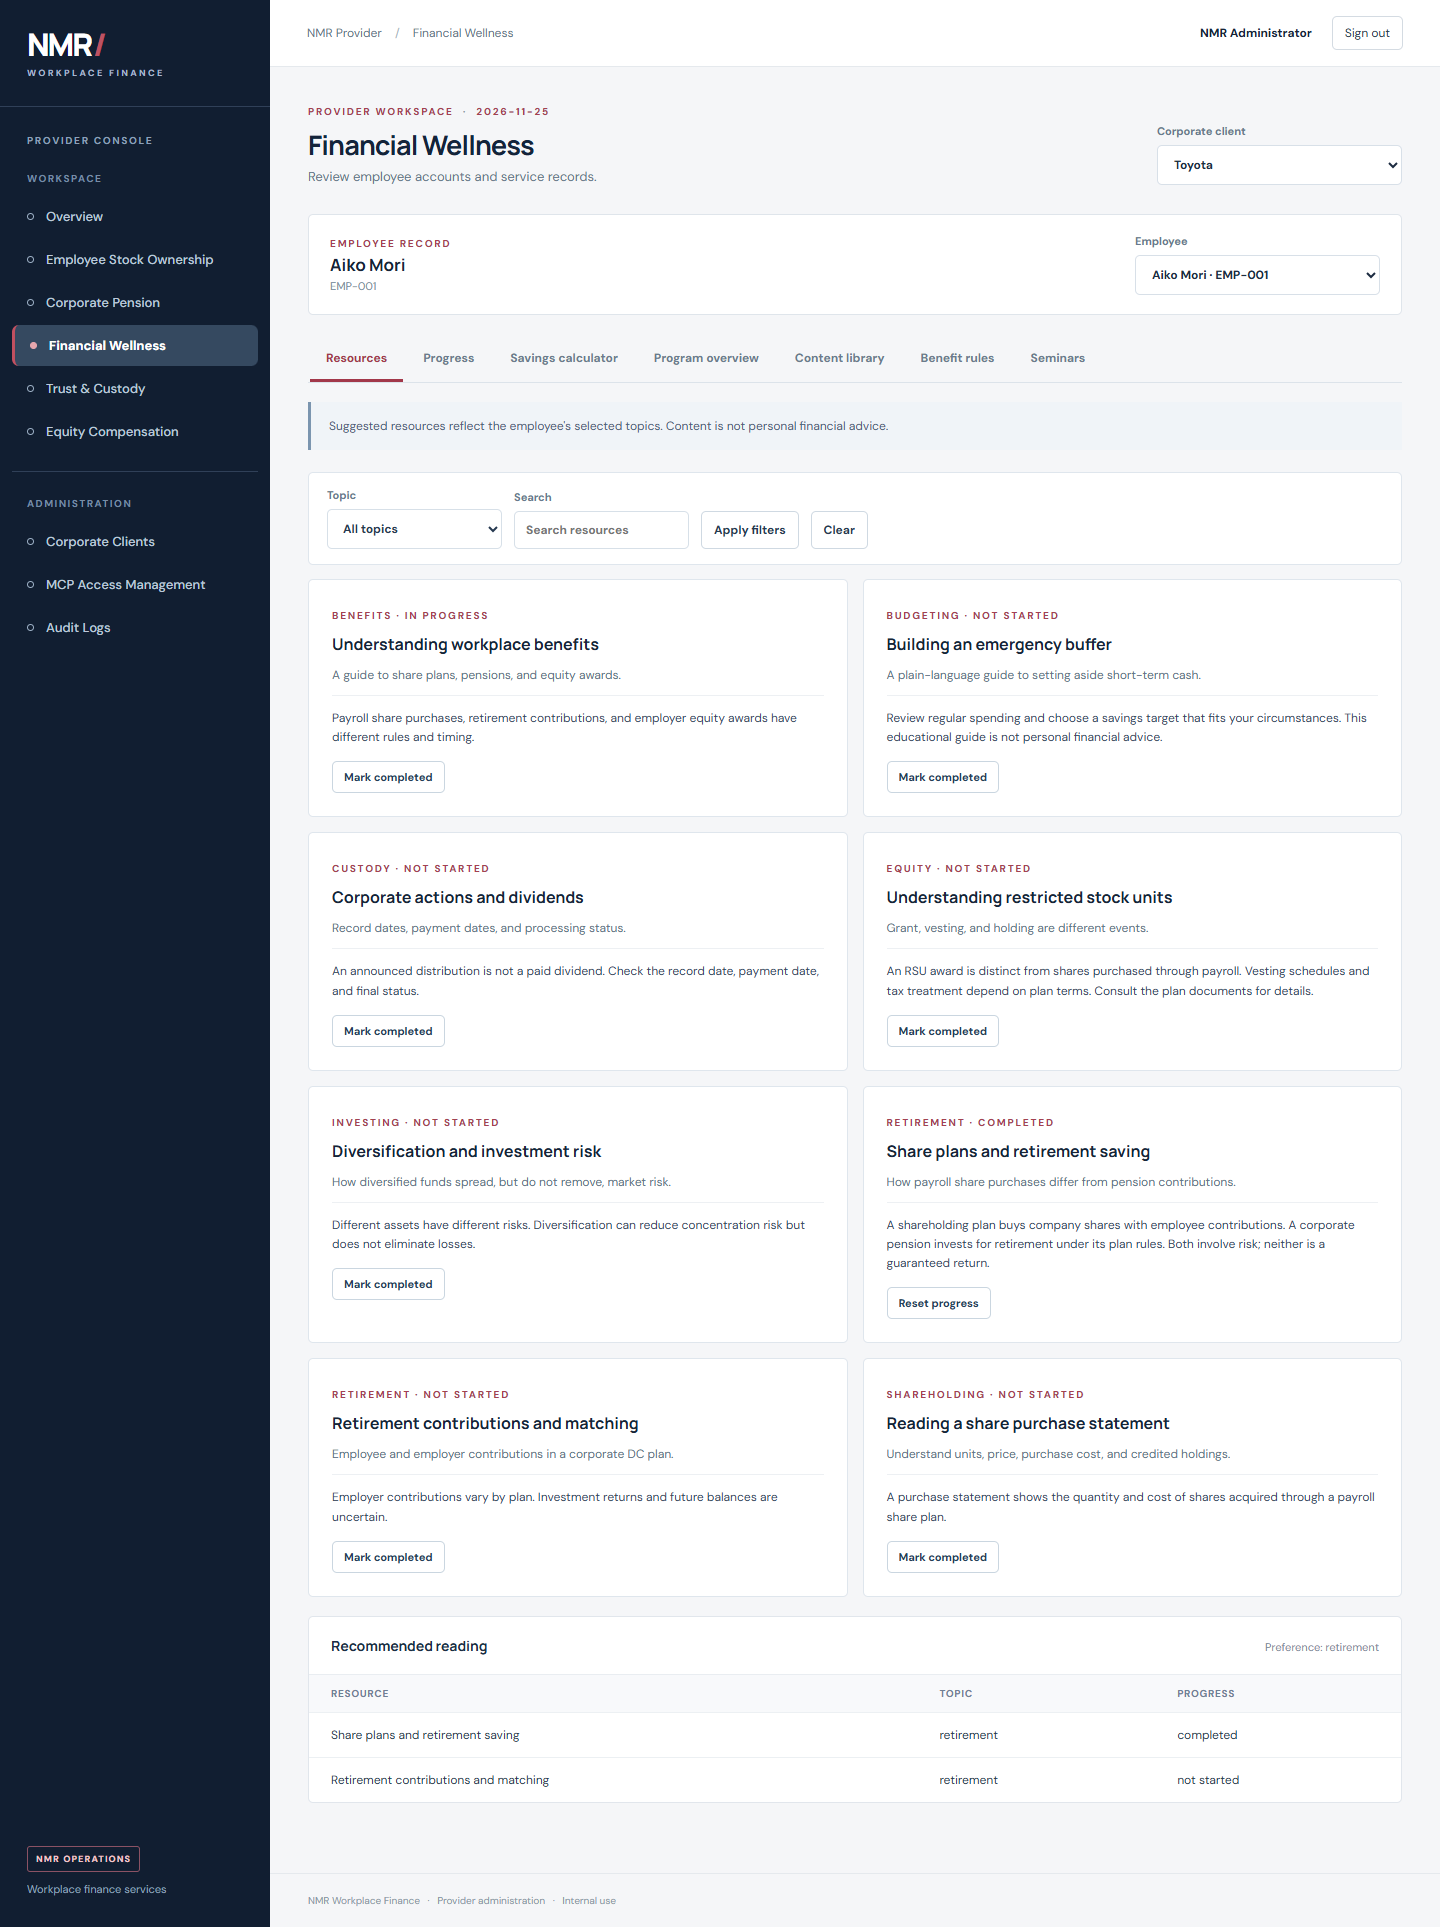 NMR/
WORKPLACE FINANCE
PROVIDER CONSOLE
WORKSPACE
Overview
Employee Stock Ownership
Corporate Pension
Financial Wellness
Trust & Custody
Equity Compensation
ADMINISTRATION
Corporate Clients
MCP Access Management
Audit Logs
NMR OPERATIONS
Workplace finance services
NMR Provider / Financial Wellness
NMR Administrator
Sign out
PROVIDER WORKSPACE · 2026-11-25
Financial Wellness
Review employee accounts and service records.
Corporate client
Toyota
EMPLOYEE RECORD
Aiko Mori
EMP-001
Employee
Aiko Mori · EMP-001
Resources Progress Savings calculator Program overview Content library Benefit rules Seminars
Suggested resources reflect the employee's selected topics. Content is not personal financial advice.
Topic
All topics
Search
Search resources
Apply filters
Clear
BENEFITS · IN PROGRESS
Understanding workplace benefits
A guide to share plans, pensions, and equity awards.
Payroll share purchases, retirement contributions, and employer equity awards have
different rules and timing.
Mark completed
BUDGETING · NOT STARTED
Building an emergency buffer
A plain-language guide to setting aside short-term cash.
Review regular spending and choose a savings target that fits your circumstances. This
educational guide is not personal financial advice.
Mark completed
CUSTODY · NOT STARTED
Corporate actions and dividends
Record dates, payment dates, and processing status.
An announced distribution is not a paid dividend. Check the record date, payment date,
and final status.
Mark completed
EQUITY · NOT STARTED
Understanding restricted stock units
Grant, vesting, and holding are different events.
An RSU award is distinct from shares purchased through payroll. Vesting schedules and
tax treatment depend on plan terms. Consult the plan documents for details.
Mark completed
INVESTING · NOT STARTED
Diversification and investment risk
How diversified funds spread, but do not remove, market risk.
Different assets have different risks. Diversification can reduce concentration risk but
does not eliminate losses.
Mark completed
RETIREMENT · COMPLETED
Share plans and retirement saving
How payroll share purchases differ from pension contributions.
A shareholding plan buys company shares with employee contributions. A corporate
pension invests for retirement under its plan rules. Both involve risk; neither is a
guaranteed return.
Reset progress
RETIREMENT · NOT STARTED
Retirement contributions and matching
Employee and employer contributions in a corporate DC plan.
Employer contributions vary by plan. Investment returns and future balances are
uncertain.
Mark completed
SHAREHOLDING · NOT STARTED
Reading a share purchase statement
Understand units, price, purchase cost, and credited holdings.
A purchase statement shows the quantity and cost of shares acquired through a payroll
share plan.
Mark completed
Recommended reading
Preference: retirement
RESOURCE TOPIC PROGRESS
Share plans and retirement saving retirement completed
Retirement contributions and matching retirement not started
NMR Workplace Finance · Provider administration · Internal use